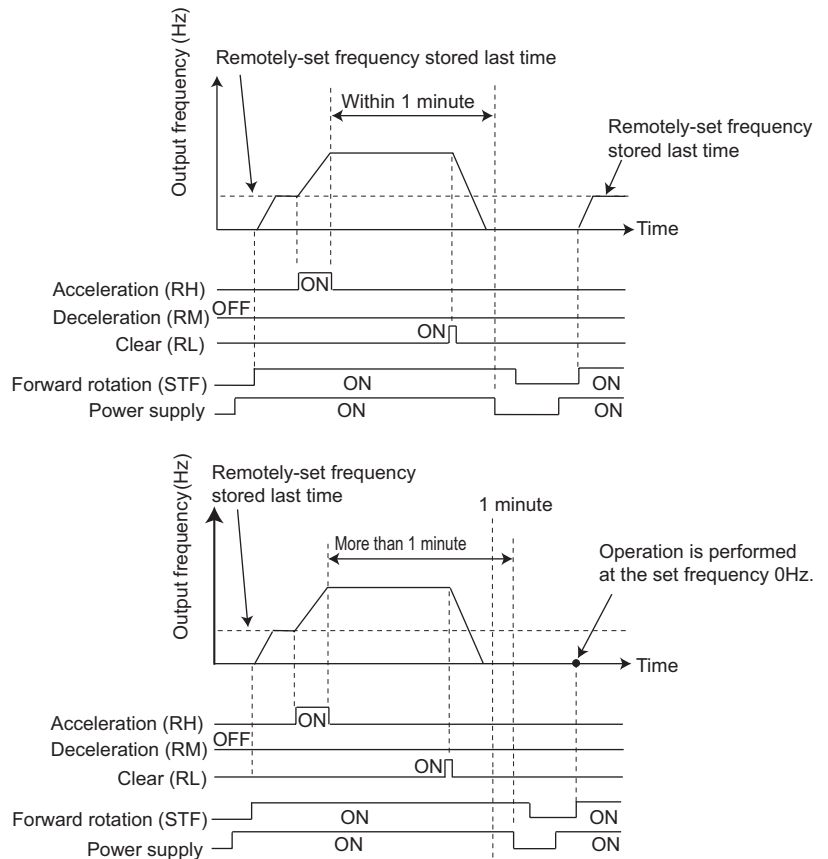 Output frequency (Hz)
Remotely-set frequency stored last time
Within 1 minute
Remotely-set frequency
stored last time
Time
Acceleration (RH)
ON
Deceleration (RM)
OFF
Clear (RL)
ON
Forward rotation (STF)
ON
ON
Power supply
ON
ON
Output frequency(Hz)
Remotely-set frequency
stored last time
1 minute
More than 1 minute
Operation is performed
at the set frequency 0Hz.
Time
Acceleration (RH)
ON
Deceleration (RM)
OFF
Clear (RL)
ON
Forward rotation (STF)
ON
ON
Power supply
ON
ON